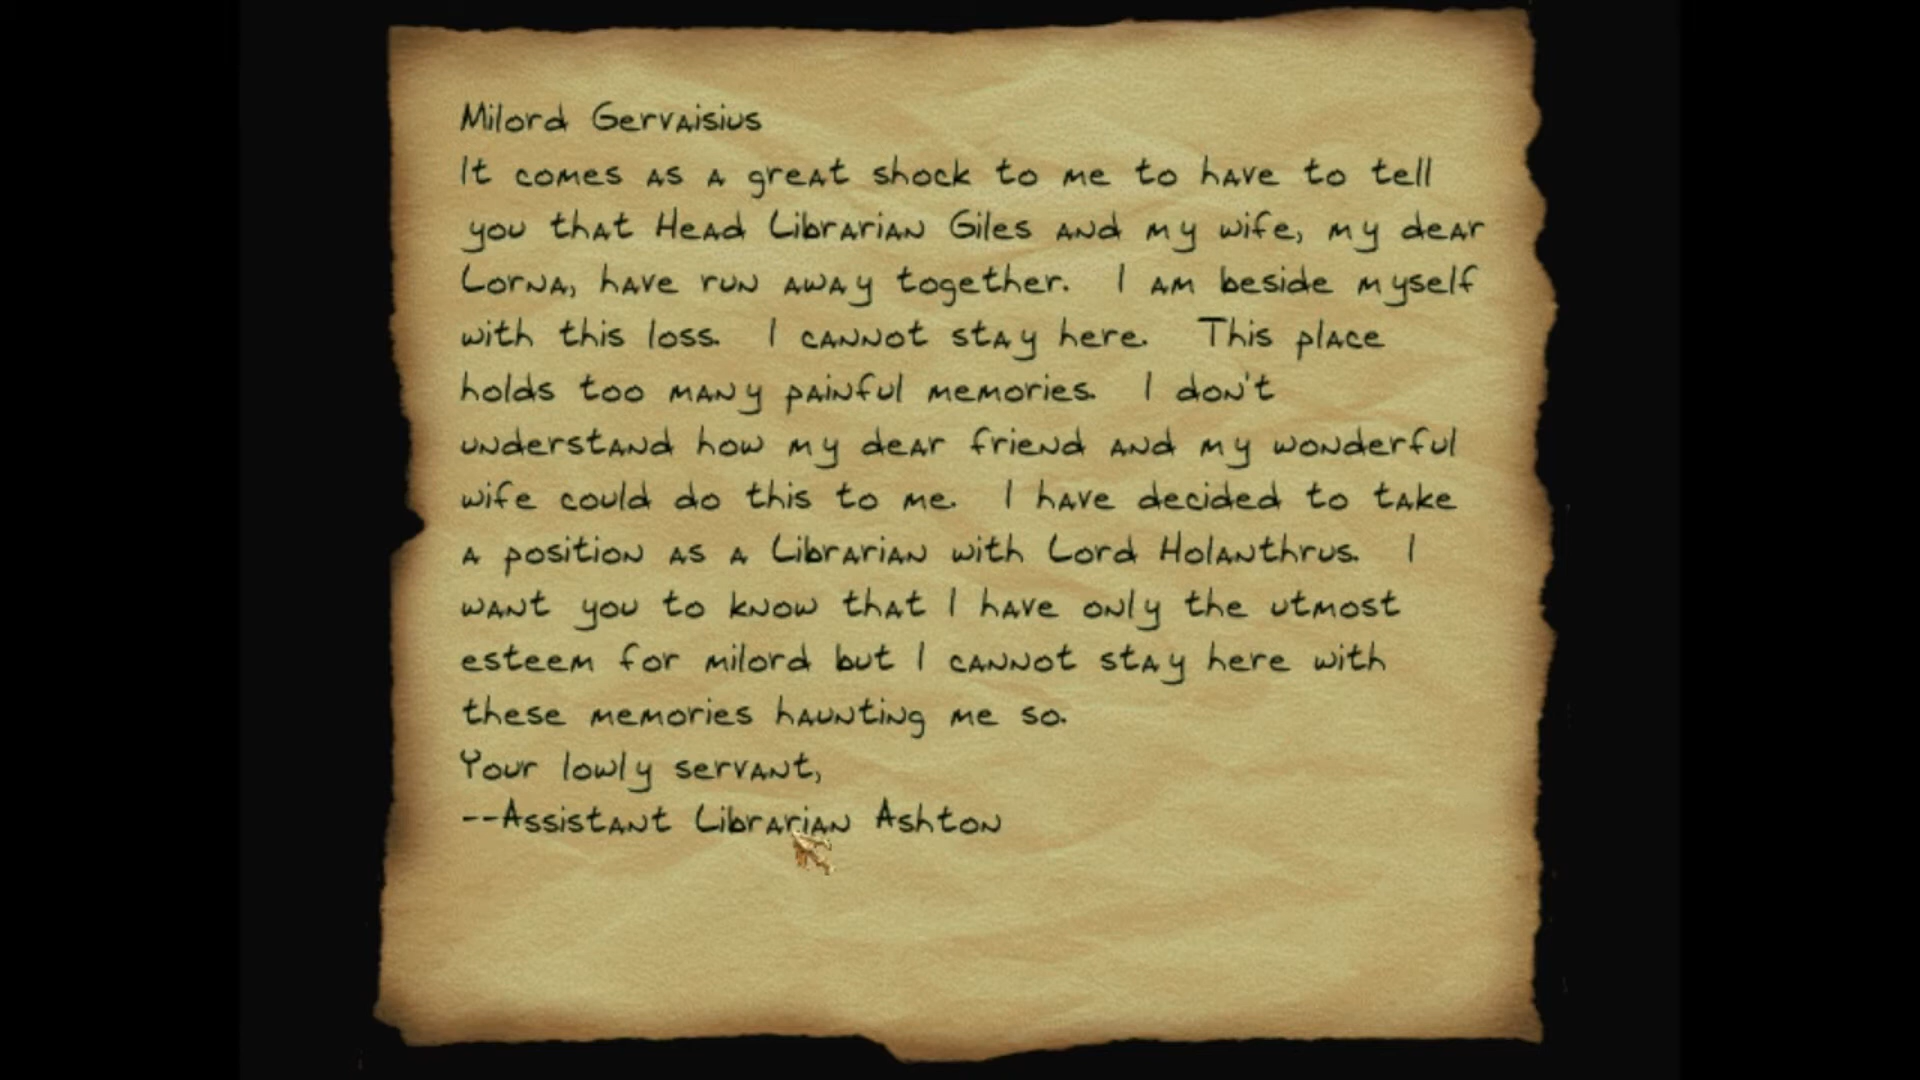 Milord Gervaisius
It comes as a great shock to me to have to tell
you that Head Librarian Giles and my wife, my dear
Lorna, have run away together.  I am beside myself
with this loss.  I cannot stay here.  This place
holds too many painful memories.  I don't
understand how my dear friend and my wonderful
wife could do this to me.  I have decided to take
a position as a Librarian with Lord Holanthrus.  I
want you to know that I have only the utmost
esteem for milord but I cannot stay here with
these memories haunting me so.
Your lowly servant,
--Assistant Librarian Ashton